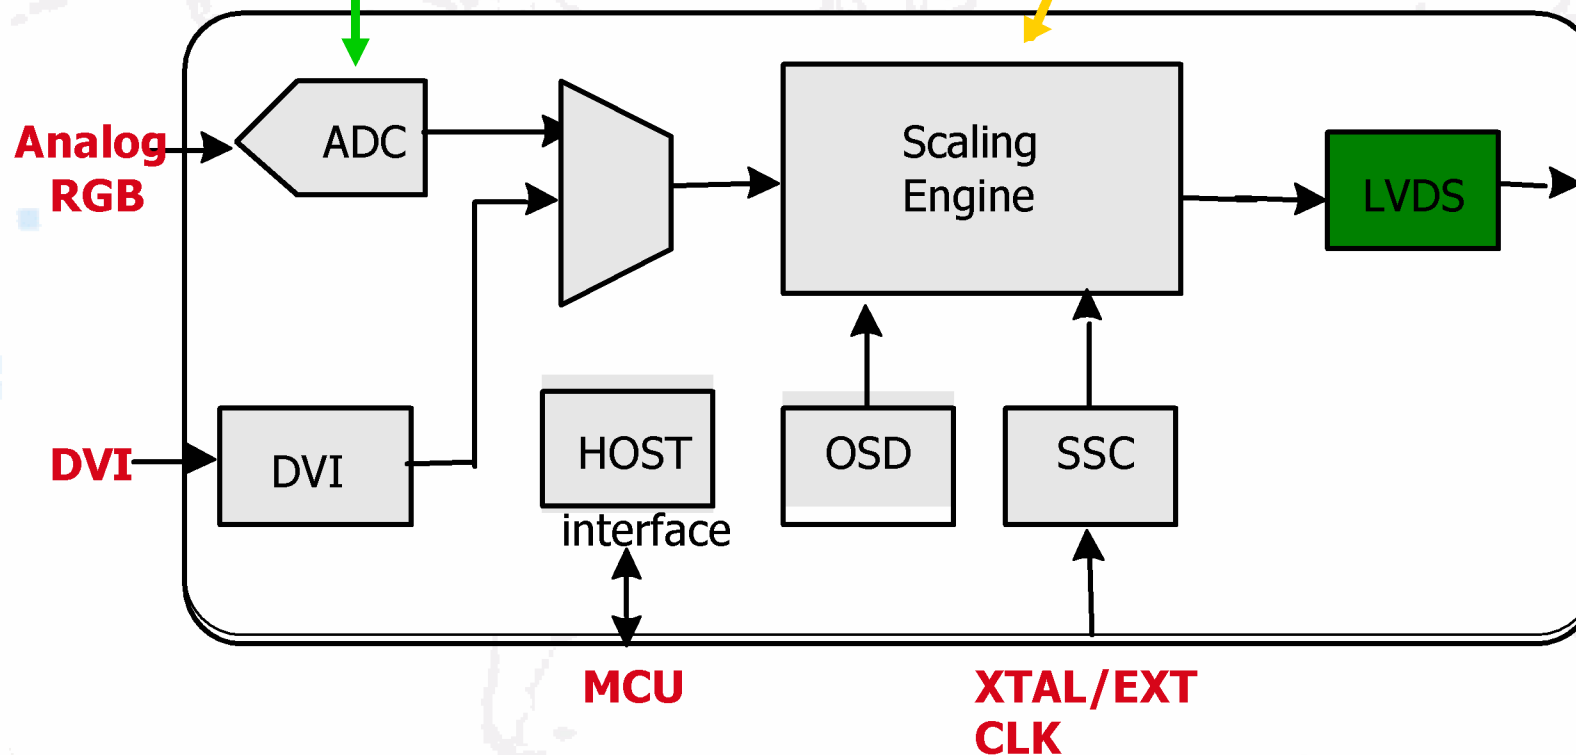 Analog
RGB
ADC
Scaling
Engine
LVDS
DVI
DVI
HOST
interface
OSD
SSC
MCU
XTAL/EXT
CLK